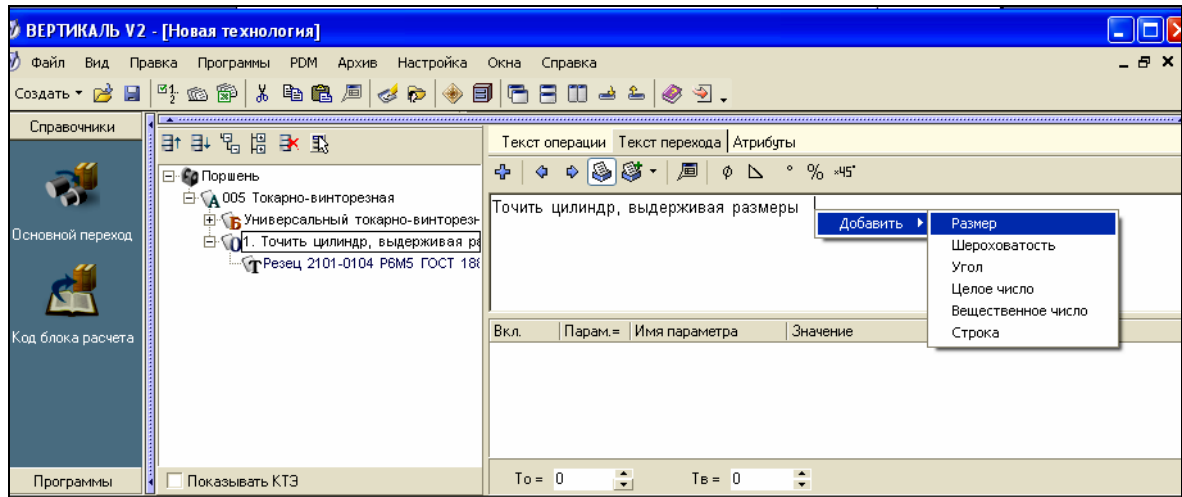 ВЕРТИКАЛЬ V2 - [Новая технология]
Файл Вид Правка Программы PDM Архив Настройка Окна Справка
Создать
Справочники
Основной переход
Код блока расчета
Программы
Поршень
А 005 Токарно-винторезная
Б Универсальный токарно-винторезн
О 1. Точить цилиндр, выдерживая ра
Т Резец 2101-0104 Р6М5 ГОСТ 188
Показывать КТЭ
Текст операции Текст перехода Атрибуты
° % ×45°
Точить цилиндр, выдерживая размеры
Добавить
Размер
Шероховатость
Угол
Целое число
Вещественное число
Строка
Вкл. Парам.= Имя параметра Значение
То = 0 Тв = 0